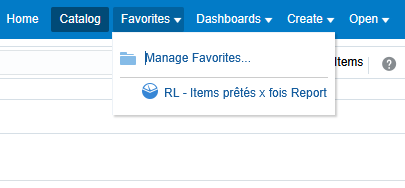 Home Catalog Favorites Dashboards Create Open
Manage Favorites...
Items
RL - Items prêtés x fois Report